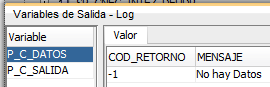 Variables de Salida - Log
Variable
P_C_DATOS
P_C_SALIDA
Valor
COD_RETORNO MENSAJE
-1 No hay Datos